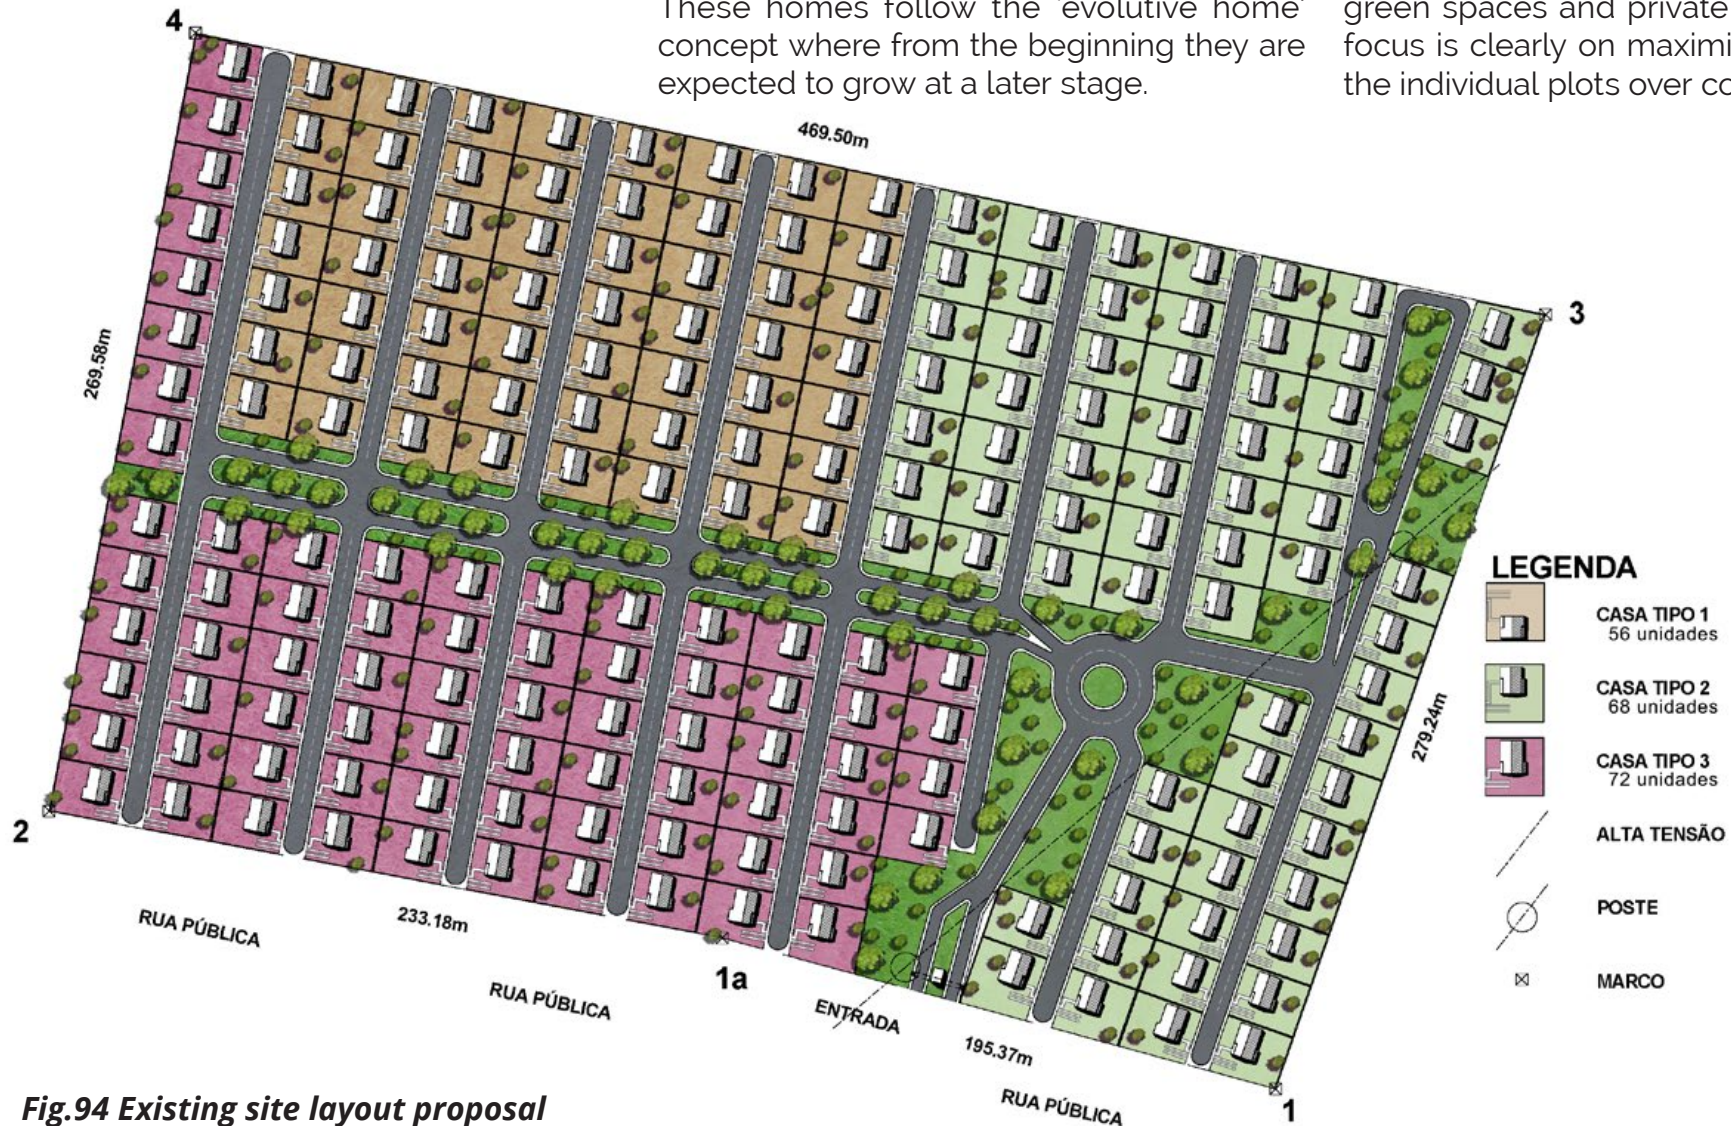 These homes follow the 'evolutive home'
concept where from the beginning they are
expected to grow at a later stage.
green spaces and private
focus is clearly on maximi
the individual plots over co
4
469.50m
3
269.58m
279.24m
2
RUA PÚBLICA
233.18m
RUA PÚBLICA
1a
ENTRADA
195.37m
RUA PÚBLICA
1
LEGENDA
CASA TIPO 1
56 unidades
CASA TIPO 2
68 unidades
CASA TIPO 3
72 unidades
ALTA TENSÃO
POSTE
MARCO
Fig.94 Existing site layout proposal